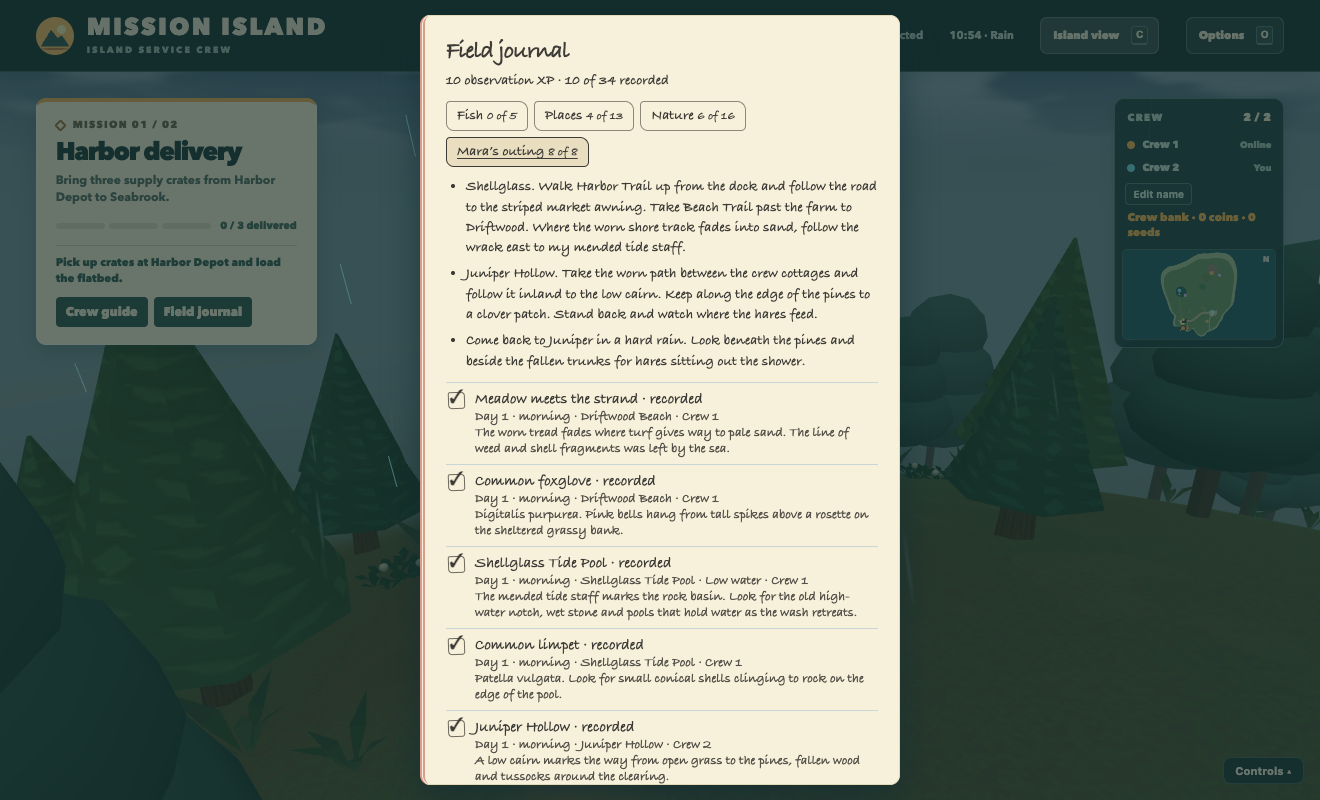 MISSION ISLAND
ISLAND SERVICE CREW
cted
10:54 · Rain
Island view C
Options O
MISSION 01 / 02
Harbor delivery
Bring three supply crates from Harbor
Depot to Seabrook.
0 / 3 delivered
Pick up crates at Harbor Depot and load
the flatbed.
Crew guide
Field journal
Field journal
10 observation XP · 10 of 34 recorded
Fish 0 of 5
Places 4 of 13
Nature 6 of 16
Mara's outing 8 of 8
• Shellglass. Walk Harbor Trail up from the dock and follow the road
to the striped market awning. Take Beach Trail past the farm to
Driftwood. Where the worn shore track fades into sand, follow the
wrack east to my mended tide staff.
• Juniper Hollow. Take the worn path between the crew cottages and
follow it inland to the low cairn. Keep along the edge of the pines to
a clover patch. Stand back and watch where the hares feed.
• Come back to Juniper in a hard rain. Look beneath the pines and
beside the fallen trunks for hares sitting out the shower.
Meadow meets the strand · recorded
Day 1 · morning · Driftwood Beach · Crew 1
The worn tread fades where turf gives way to pale sand. The line of
weed and shell fragments was left by the sea.
Common foxglove · recorded
Day 1 · morning · Driftwood Beach · Crew 1
Digitalis purpurea. Pink bells hang from tall spikes above a rosette on
the sheltered grassy bank.
Shellglass Tide Pool · recorded
Day 1 · morning · Shellglass Tide Pool · Low water · Crew 1
The mended tide staff marks the rock basin. Look for the old high-
water notch, wet stone and pools that hold water as the wash retreats.
Common limpet · recorded
Day 1 · morning · Shellglass Tide Pool · Crew 1
Patella vulgata. Look for small conical shells clinging to rock on the
edge of the pool.
Juniper Hollow · recorded
Day 1 · morning · Juniper Hollow · Crew 2
A low cairn marks the way from open grass to the pines, fallen wood
and tussocks around the clearing.
CREW 2 / 2
Crew 1 Online
Crew 2 You
Edit name
Crew bank · 0 coins · 0
seeds
N
Controls